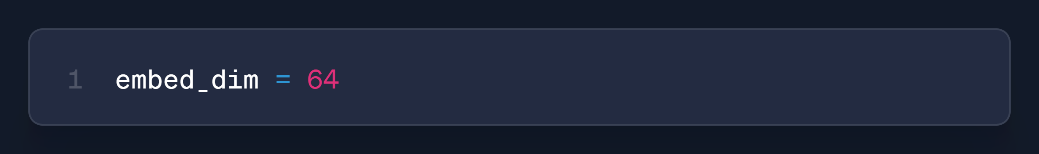 1 embed_dim = 64